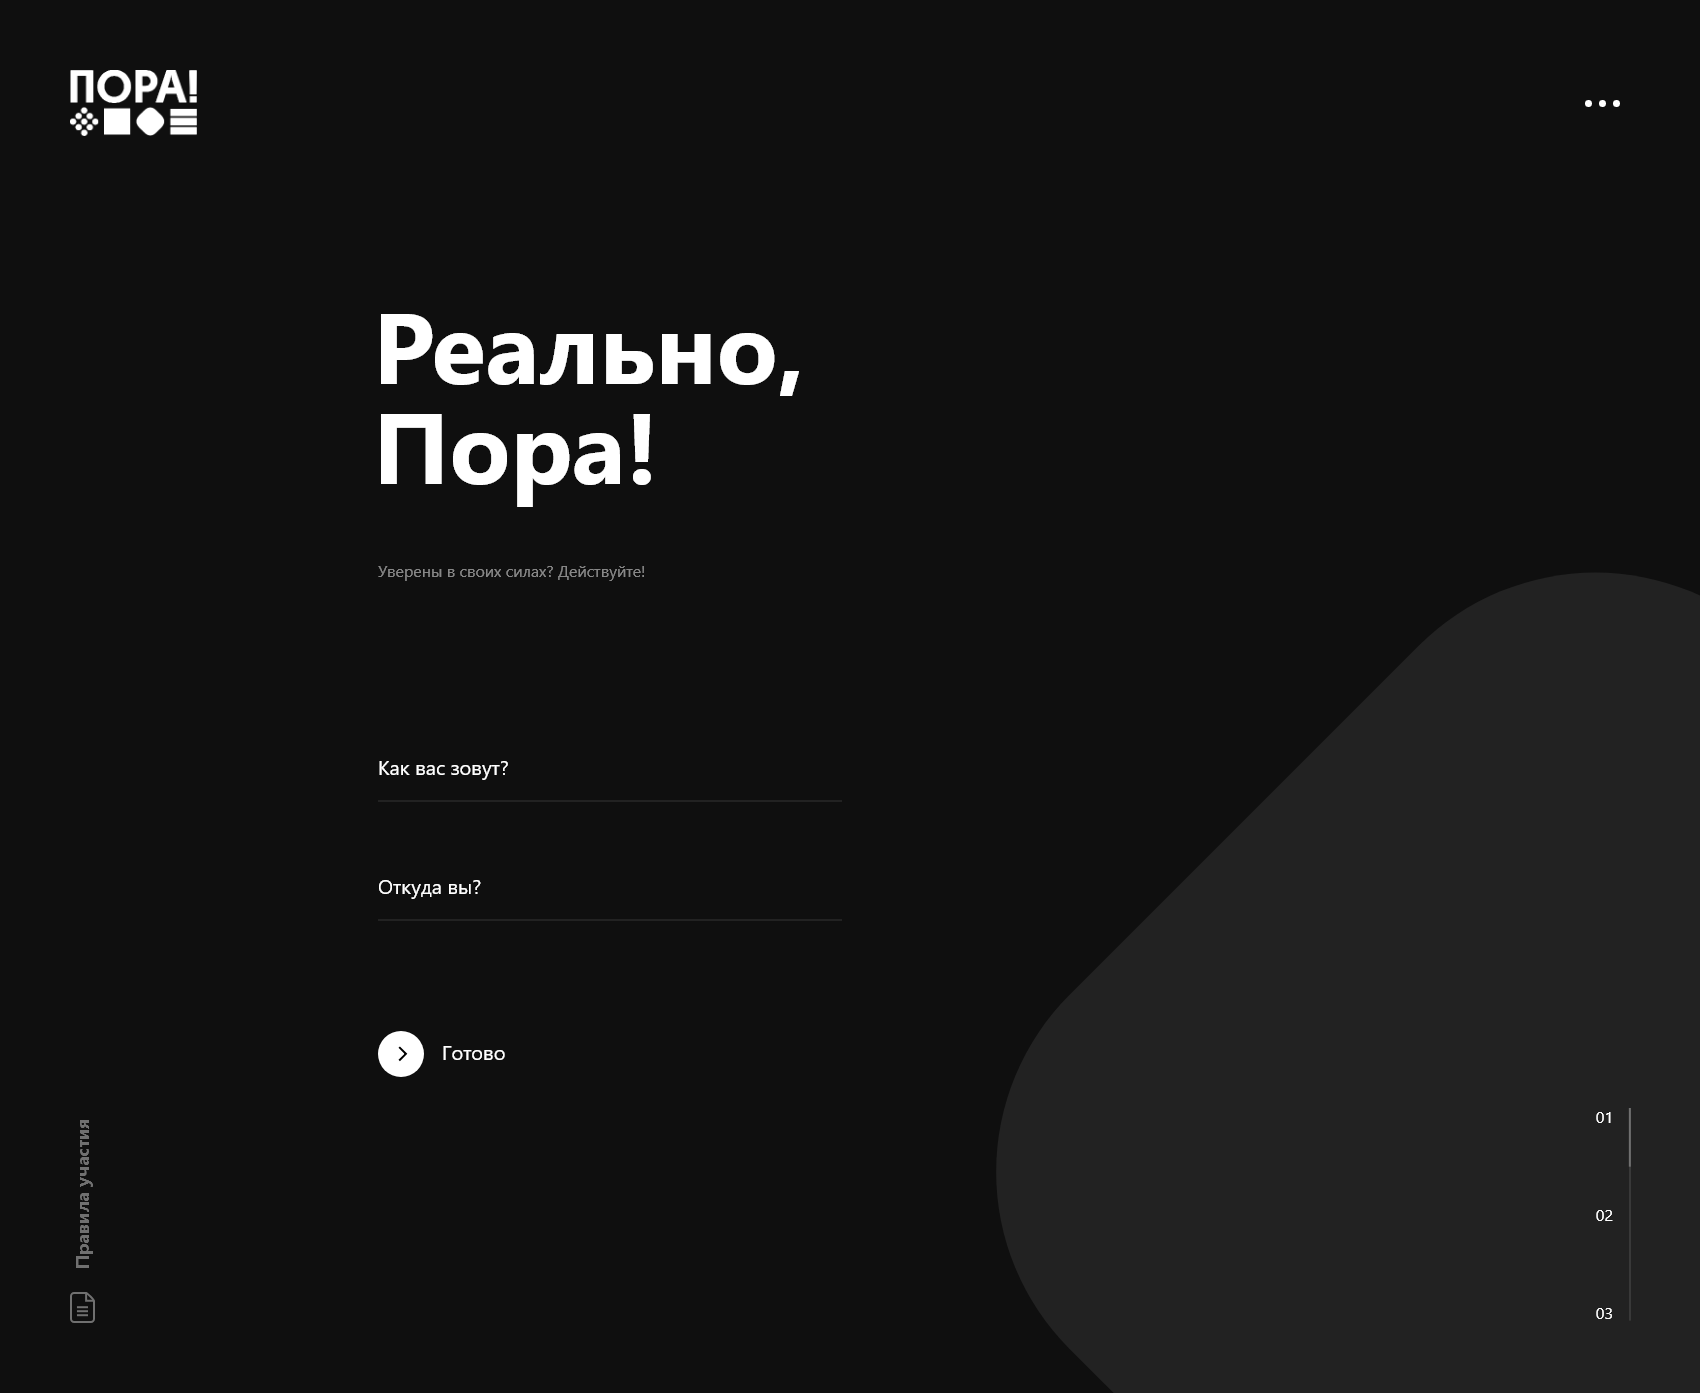 ПОРА!
Реально,
Пора!
Уверены в своих силах? Действуйте!
Как вас зовут?
Откуда вы?
Готово
Правила участия
01
02
03